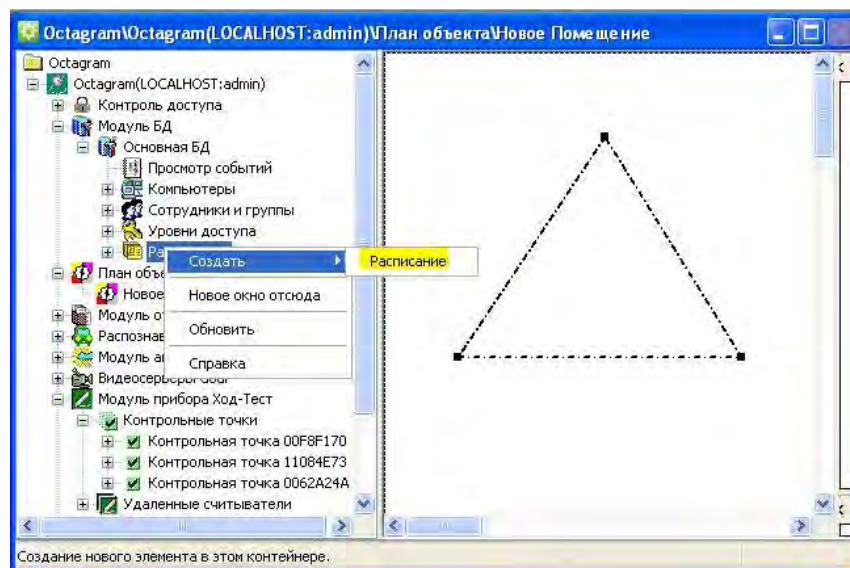 Octagram\Octagram(LOCALHOST:admin)\План объекта\Новое Помещение
Octagram
Octagram(LOCALHOST:admin)
Контроль доступа
Модуль БД
Основная БД
Просмотр событий
Компьютеры
Сотрудники и группы
Уровни доступа
Создать
Расписание
План
Новое окно отсюда
Новое
Модуль
Обновить
Модуль
Справка
Модуль прибора Ход-Тест
Контрольные точки
Контрольная точка 00F8F170
Контрольная точка 11084E73
Контрольная точка 0062A24A
Удаленные считыватели
Создание нового элемента в этом контейнере.